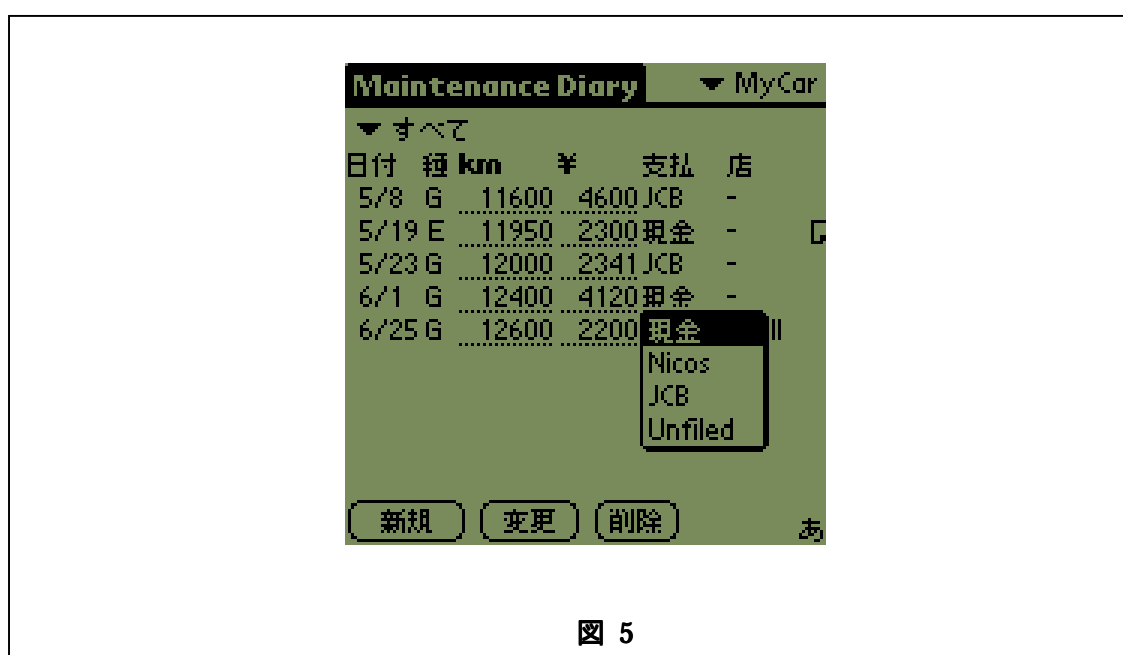 Maintenance Diary ▼ MyCar
▼ すべて
日付 種 km ¥ 支払 店
5/8 G 11600 4600 JCB -
5/19 E 11950 2300 現金 -
5/23 G 12000 2341 JCB -
6/1 G 12400 4120 現金 -
6/25 G 12600 2200 現金
Nicos
JCB
Unfiled
新規 変更 削除 あ
図 5